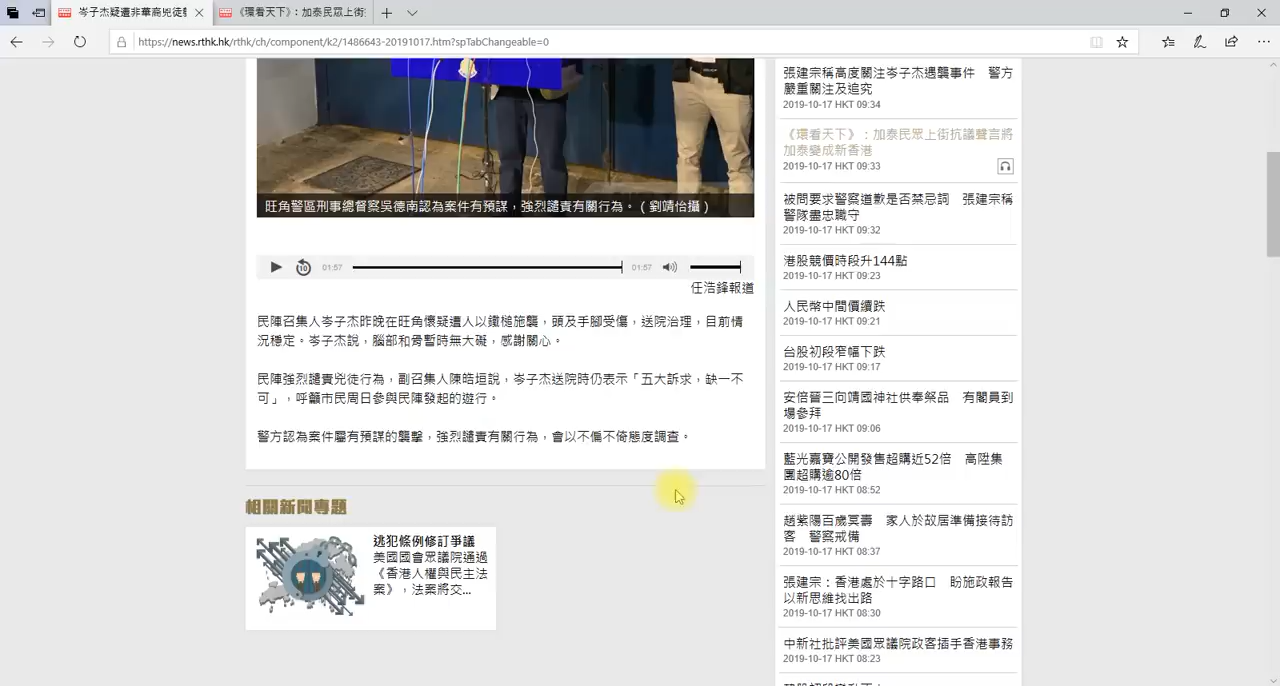 岑子杰疑遭非華裔兇徒襲
《環看天下》：加泰民眾上街
https://news.rthk.hk/rthk/ch/component/k2/1486643-20191017.htm?spTabChangeable=0
旺角警區刑事總督察吳德南認為案件有預謀，強烈譴責有關行為。（劉靖怡攝）
10
01:57
01:57
任浩鋒報道
民陣召集人岑子杰昨晚在旺角懷疑遭人以鐵槌施襲，頭及手腳受傷，送院治理，目前情
況穩定。岑子杰說，腦部和骨暫時無大礙，感謝關心。
民陣強烈譴責兇徒行為，副召集人陳皓垣說，岑子杰送院時仍表示「五大訴求，缺一不
可」，呼籲市民周日參與民陣發起的遊行。
警方認為案件屬有預謀的襲擊，強烈譴責有關行為，會以不偏不倚態度調查。
相關新聞專題
逃犯條例修訂爭議
美國國會眾議院通過
《香港人權與民主法
案》，法案將交...
張建宗稱高度關注岑子杰遇襲事件　警方
嚴重關注及追究
2019-10-17 HKT 09:34
《環看天下》：加泰民眾上街抗議聲言將
加泰變成新香港
2019-10-17 HKT 09:33
被問要求警察道歉是否禁忌詞　張建宗稱
警隊盡忠職守
2019-10-17 HKT 09:32
港股競價時段升144點
2019-10-17 HKT 09:23
人民幣中間價續跌
2019-10-17 HKT 09:21
台股初段窄幅下跌
2019-10-17 HKT 09:17
安倍晉三向靖國神社供奉祭品　有閣員到
場參拜
2019-10-17 HKT 09:06
藍光嘉寶公開發售超購近52倍　高陞集
團超購逾80倍
2019-10-17 HKT 08:52
趙紫陽百歲冥壽　家人於故居準備接待訪
客　警察戒備
2019-10-17 HKT 08:37
張建宗：香港處於十字路口　盼施政報告
以新思維找出路
2019-10-17 HKT 08:30
中新社批評美國眾議院政客插手香港事務
2019-10-17 HKT 08:23